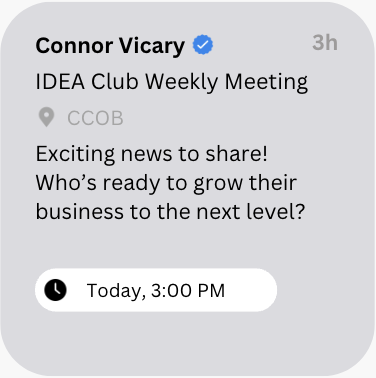 Connor Vicary 3h
IDEA Club Weekly Meeting
CCOB
Exciting news to share!
Who's ready to grow their
business to the next level?
Today, 3:00 PM